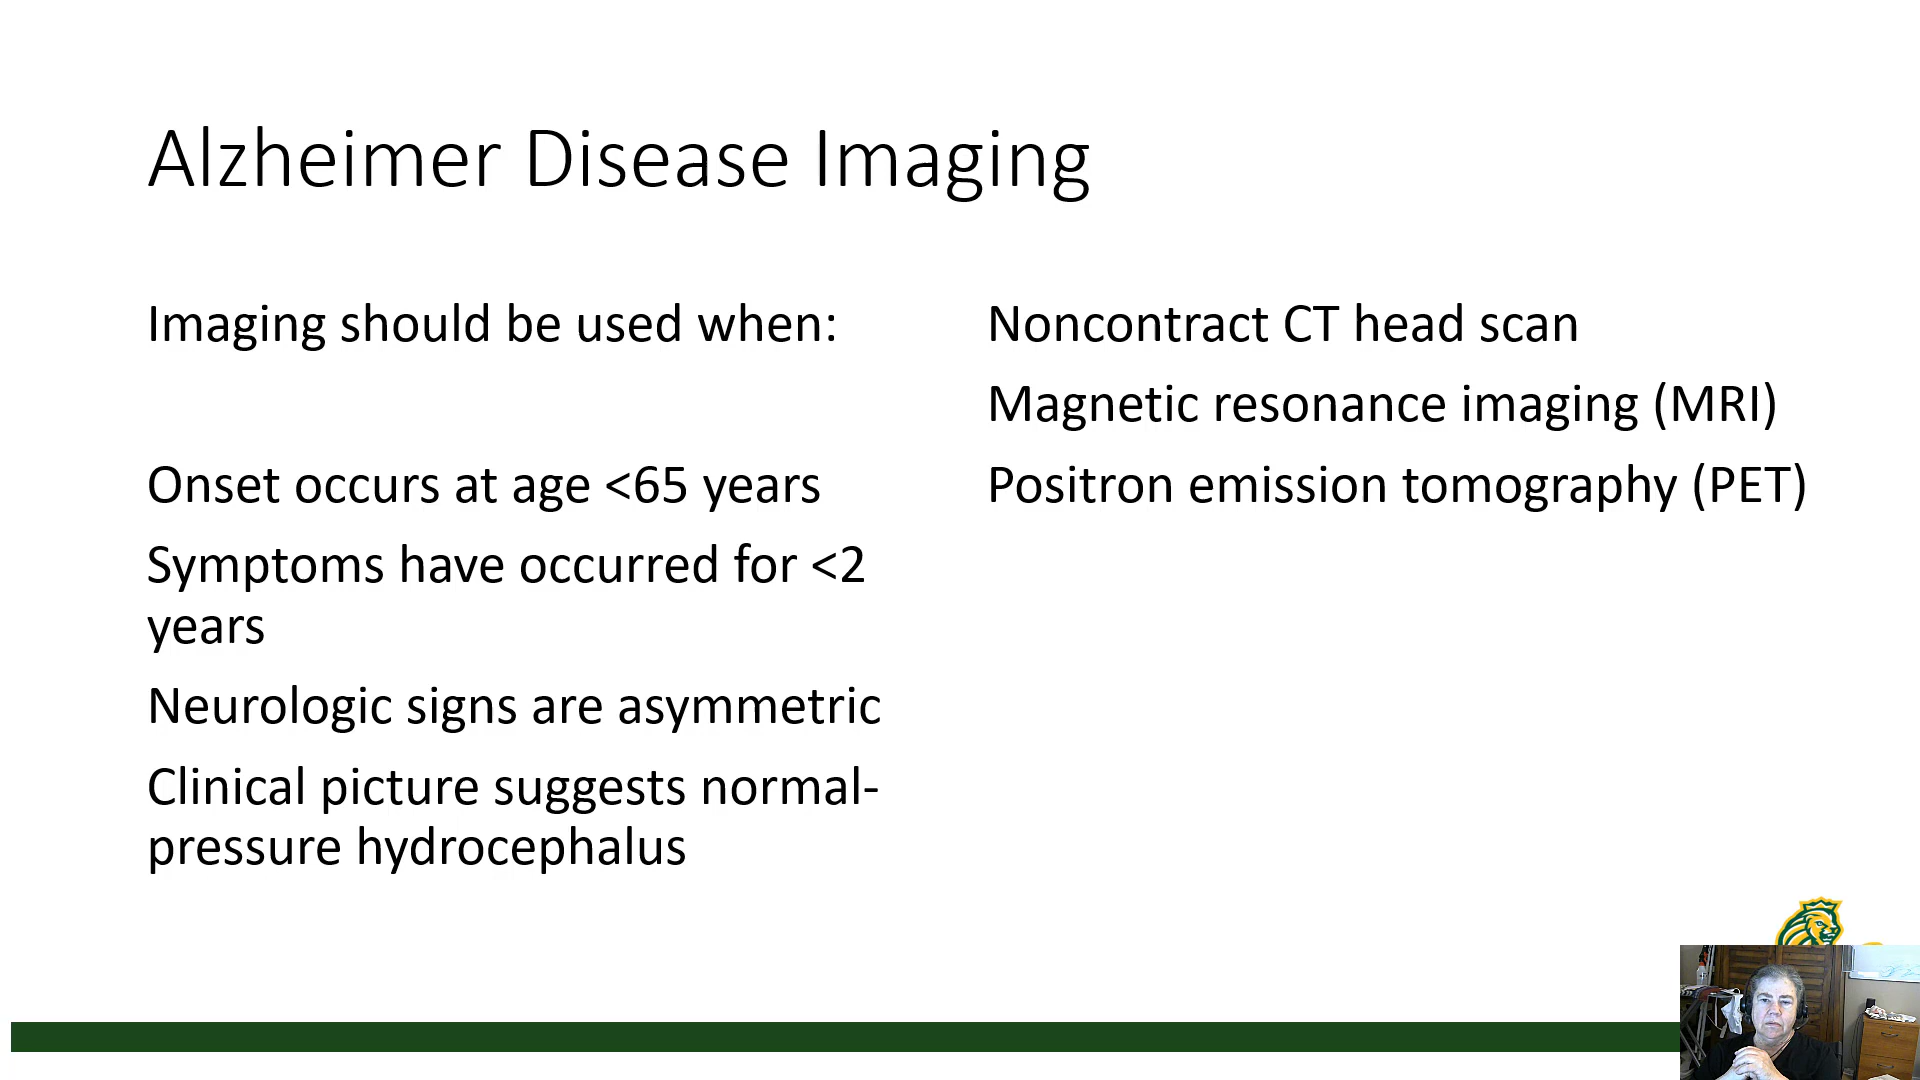 Alzheimer Disease Imaging
Imaging should be used when:
Onset occurs at age <65 years
Symptoms have occurred for <2
years
Neurologic signs are asymmetric
Clinical picture suggests normal-
pressure hydrocephalus
Noncontract CT head scan
Magnetic resonance imaging (MRI)
Positron emission tomography (PET)